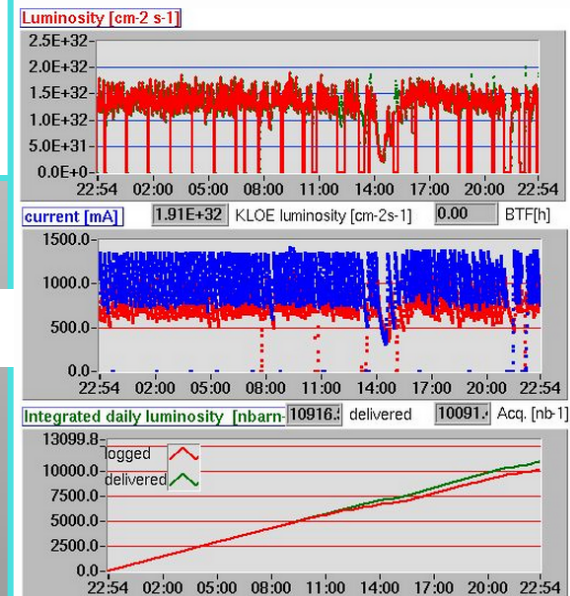 Luminosity [cm-2 s-1]
2.5E+32
2.0E+32
1.5E+32
1.0E+32
5.0E+31
0.0E+0
22:54 02:00 05:00 08:00 11:00 14:00 17:00 20:00 22:54
current [mA] 1.91E+32 KLOE luminosity [cm-2s-1] 0.00 BTF[h]
1500.0
1000.0
500.0
0.0
22:54 02:00 05:00 08:00 11:00 14:00 17:00 20:00 22:54
Integrated daily luminosity [nbarn- 10916. delivered 10091. Acq. [nb-1]
13099.8
10000.0
7500.0
5000.0
2500.0
0.0
logged
delivered
22:54 02:00 05:00 08:00 11:00 14:00 17:00 20:00 22:54